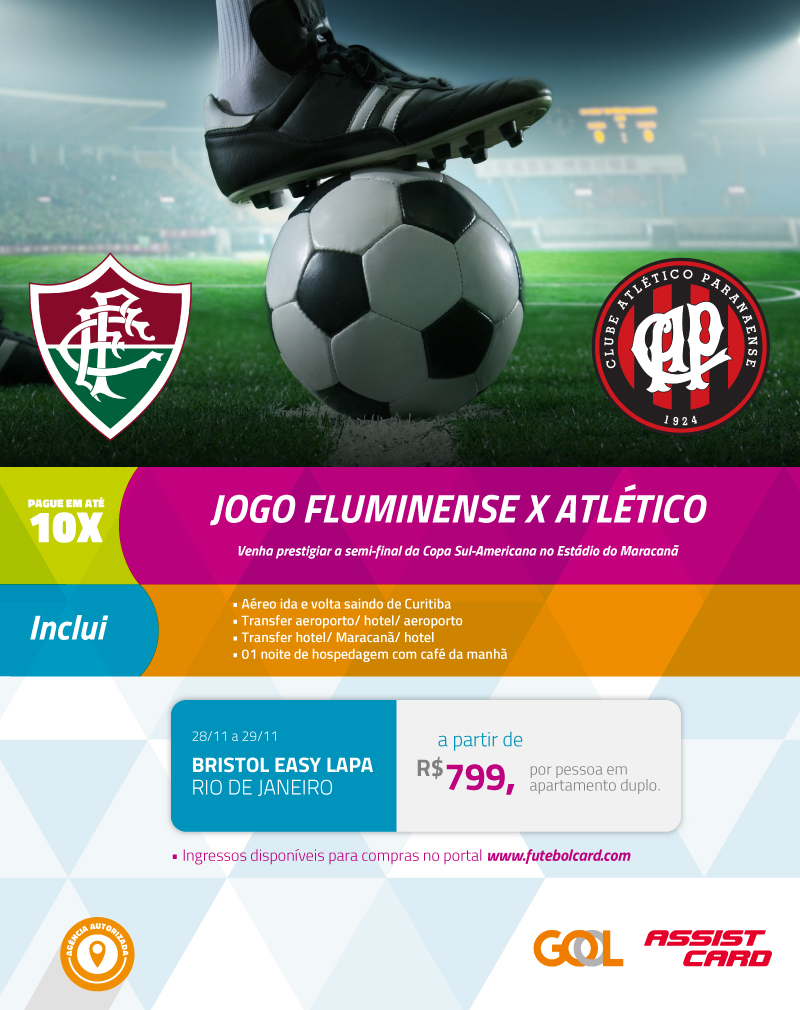 CLUBE ATLÉTICO PARANAENSE
CAP
1924
PAGUE EM ATÉ
10X
JOGO FLUMINENSE X ATLÉTICO
Venha prestigiar a semi-final da Copa Sul-Americana no Estádio do Maracanã
Inclui
• Aéreo ida e volta saindo de Curitiba
• Transfer aeroporto/ hotel/ aeroporto
• Transfer hotel/ Maracanã/ hotel
• 01 noite de hospedagem com café da manhã
28/11 a 29/11
BRISTOL EASY LAPA
RIO DE JANEIRO
a partir de
R$799,
por pessoa em
apartamento duplo.
• Ingressos disponíveis para compras no portal www.futebolcard.com
AGÊNCIA AUTORIZADA
GOL
ASSIST
CARD